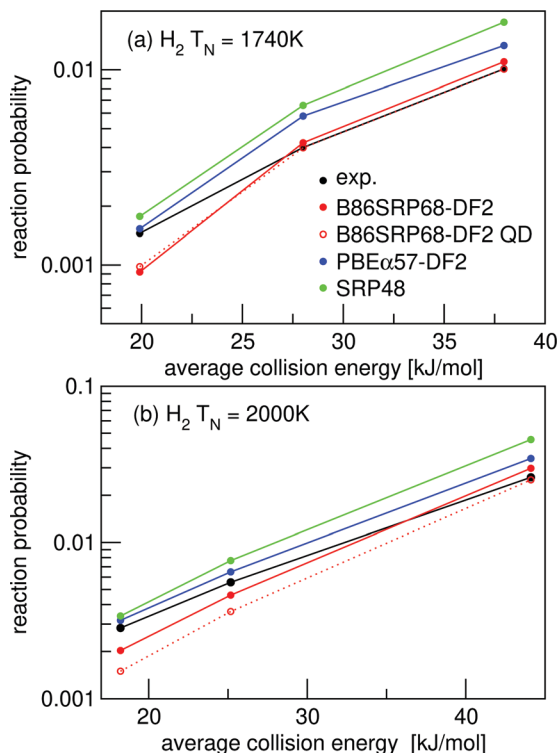 (a) H₂ T_N = 1740K
0.01
0.001
reaction probability
exp.
B86SRP68-DF2
B86SRP68-DF2 QD
PBEα57-DF2
SRP48
20 25 30 35 40
average collision energy [kJ/mol]
(b) H₂ T_N = 2000K
0.1
0.01
0.001
reaction probability
20 30 40
average collision energy [kJ/mol]